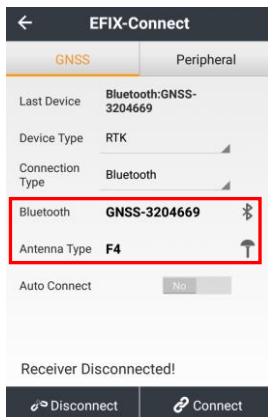 EFIX-Connect
GNSS Peripheral
Last Device Bluetooth:GNSS-
3204669
Device Type RTK
Connection
Type Bluetooth
Bluetooth GNSS-3204669
Antenna Type F4
Auto Connect No
Receiver Disconnected!
Disconnect Connect